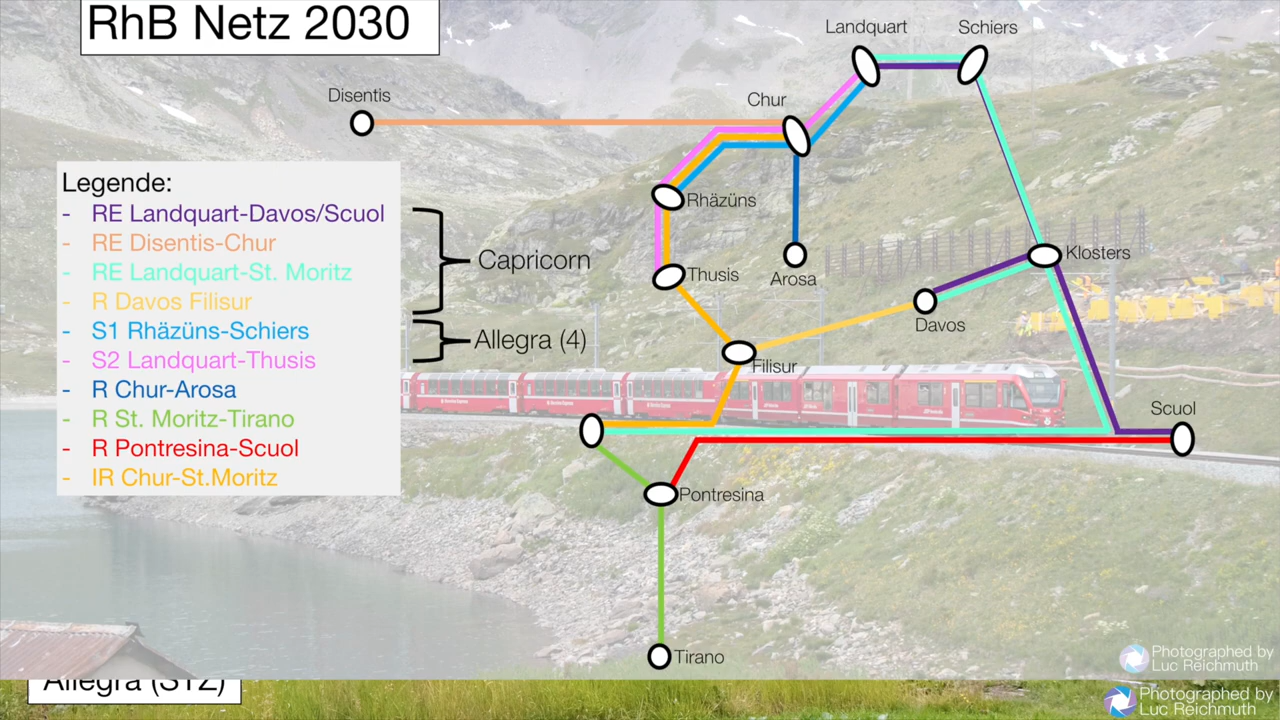 RhB Netz 2030
Landquart
Schiers
Disentis
Chur
Legende:
- RE Landquart-Davos/Scuol
- RE Disentis-Chur
- RE Landquart-St. Moritz
- R Davos Filisur
- S1 Rhäzüns-Schiers
- S2 Landquart-Thusis
- R Chur-Arosa
- R St. Moritz-Tirano
- R Pontresina-Scuol
- IR Chur-St.Moritz
Capricorn
Allegra (4)
Rhäzüns
Thusis
Arosa
Klosters
Davos
Filisur
Scuol
Pontresina
Tirano
Photographed by
Luc Reichmuth
Allegra (STZ)
Photographed by
Luc Reichmuth